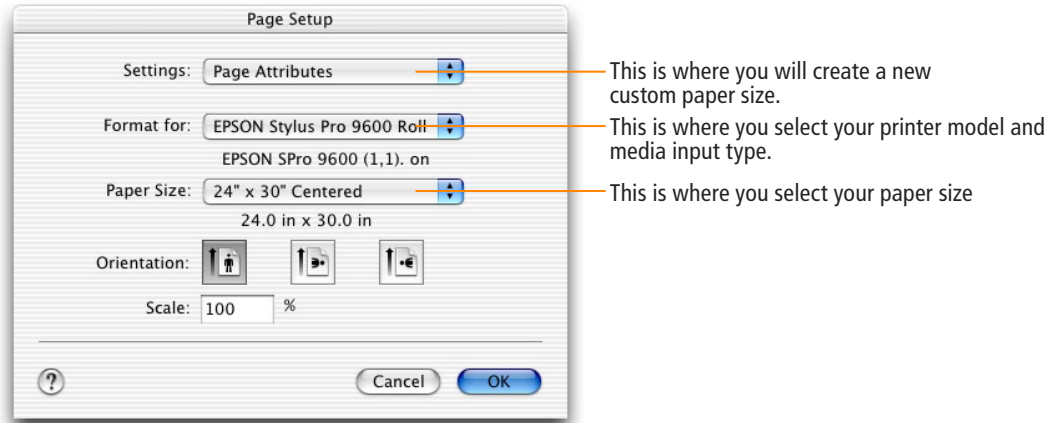 Page Setup
Settings: Page Attributes
This is where you will create a new
custom paper size.
Format for: EPSON Stylus Pro 9600 Roll
This is where you select your printer model and
media input type.
EPSON SPro 9600 (1,1). on
Paper Size: 24" x 30" Centered
This is where you select your paper size
24.0 in x 30.0 in
Orientation:
Scale: 100 %
?
Cancel
OK